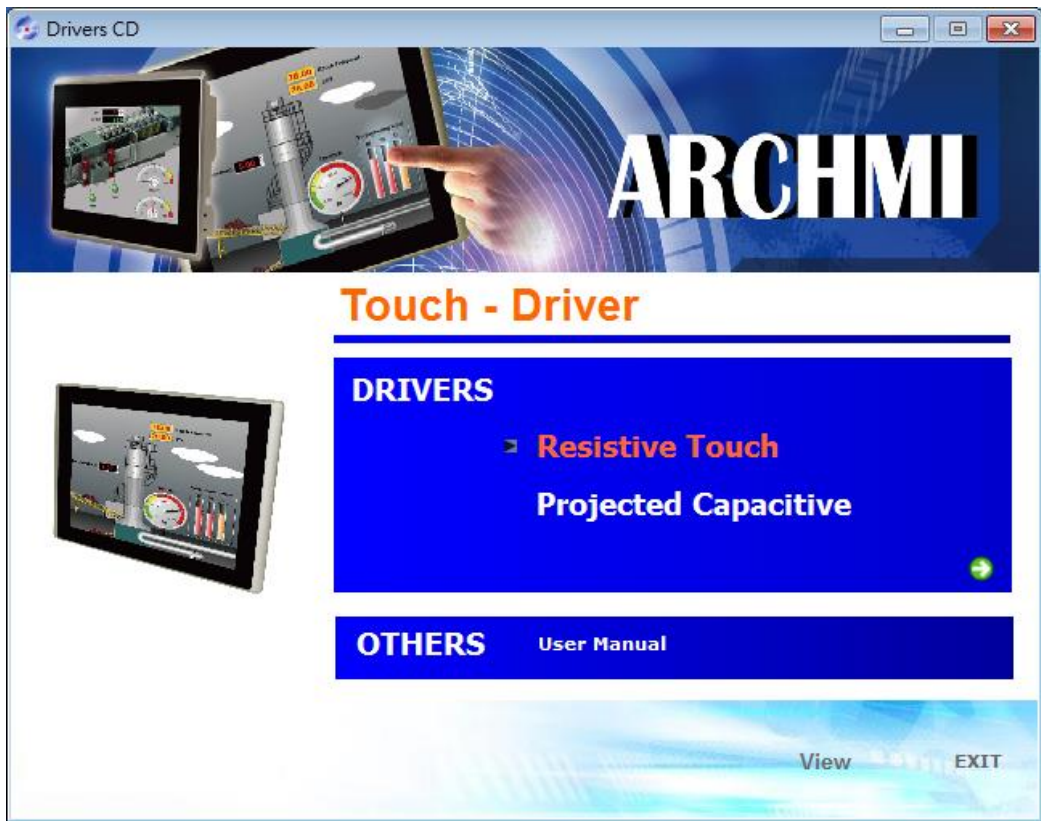 Drivers CD
ARCHMI
Touch - Driver
DRIVERS
Resistive Touch
Projected Capacitive
OTHERS
User Manual
View
EXIT